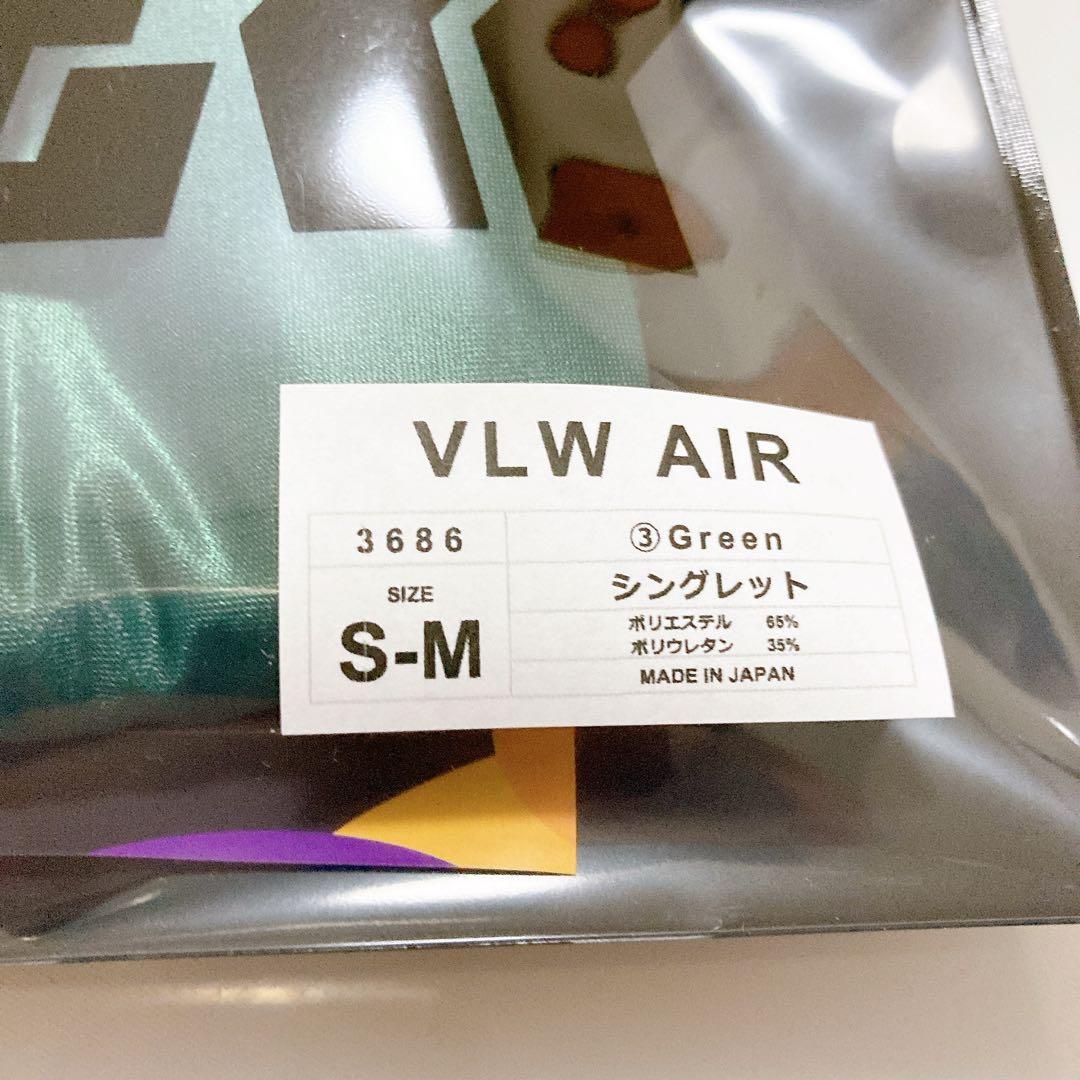 VLW AIR
3686
③Green
シングレット
SIZE
S-M
ポリエステル 65%
ポリウレタン 35%
MADE IN JAPAN